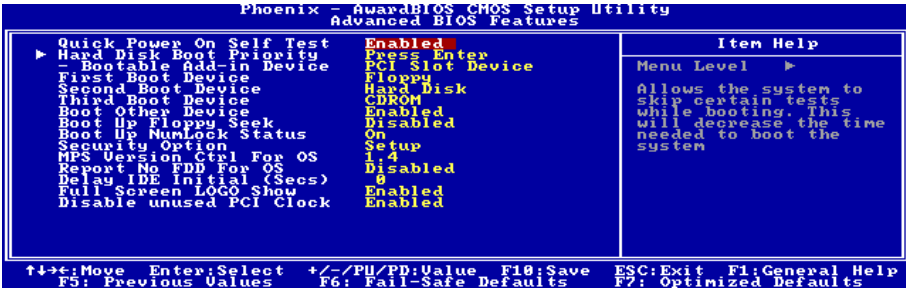 Phoenix - AwardBIOS CMOS Setup Utility
Advanced BIOS Features
Quick Power On Self Test Enabled
► Hard Disk Boot Priority Press Enter
- Bootable Add-in Device PCI Slot Device
First Boot Device Floppy
Second Boot Device Hard Disk
Third Boot Device CDROM
Boot Other Device Enabled
Boot Up Floppy Seek Disabled
Boot Up NumLock Status On
Security Option Setup
MPS Version Ctrl For OS 1.4
Report No FDD For OS Disabled
Delay IDE Initial (Secs) 0
Full Screen LOGO Show Enabled
Disable unused PCI Clock Enabled
Item Help
Menu Level ►
Allows the system to
skip certain tests
while booting. This
will decrease the time
needed to boot the
system
↑↓→←:Move Enter:Select +/-/PU/PD:Value F10:Save ESC:Exit F1:General Help
F5: Previous Values F6: Fail-Safe Defaults F7: Optimized Defaults